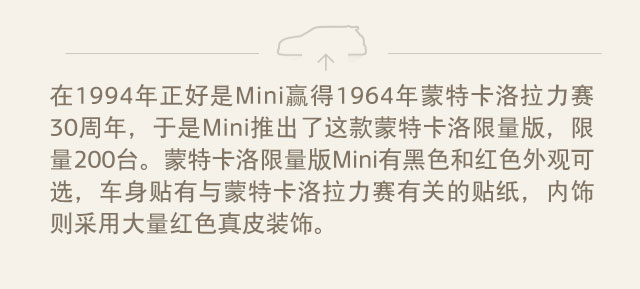 在1994年正好是Mini赢得1964年蒙特卡洛拉力赛
30周年，于是Mini推出了这款蒙特卡洛限量版，限
量200台。蒙特卡洛限量版Mini有黑色和红色外观可
选，车身贴有与蒙特卡洛拉力赛有关的贴纸，内饰
则采用大量红色真皮装饰。